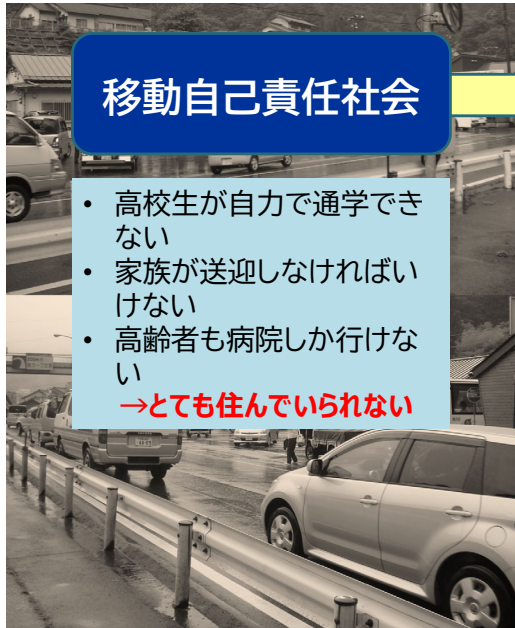 移動自己責任社会
• 高校生が自力で通学でき
ない
• 家族が送迎しなければい
けない
• 高齢者も病院しか行けな
い
→とても住んでいられない